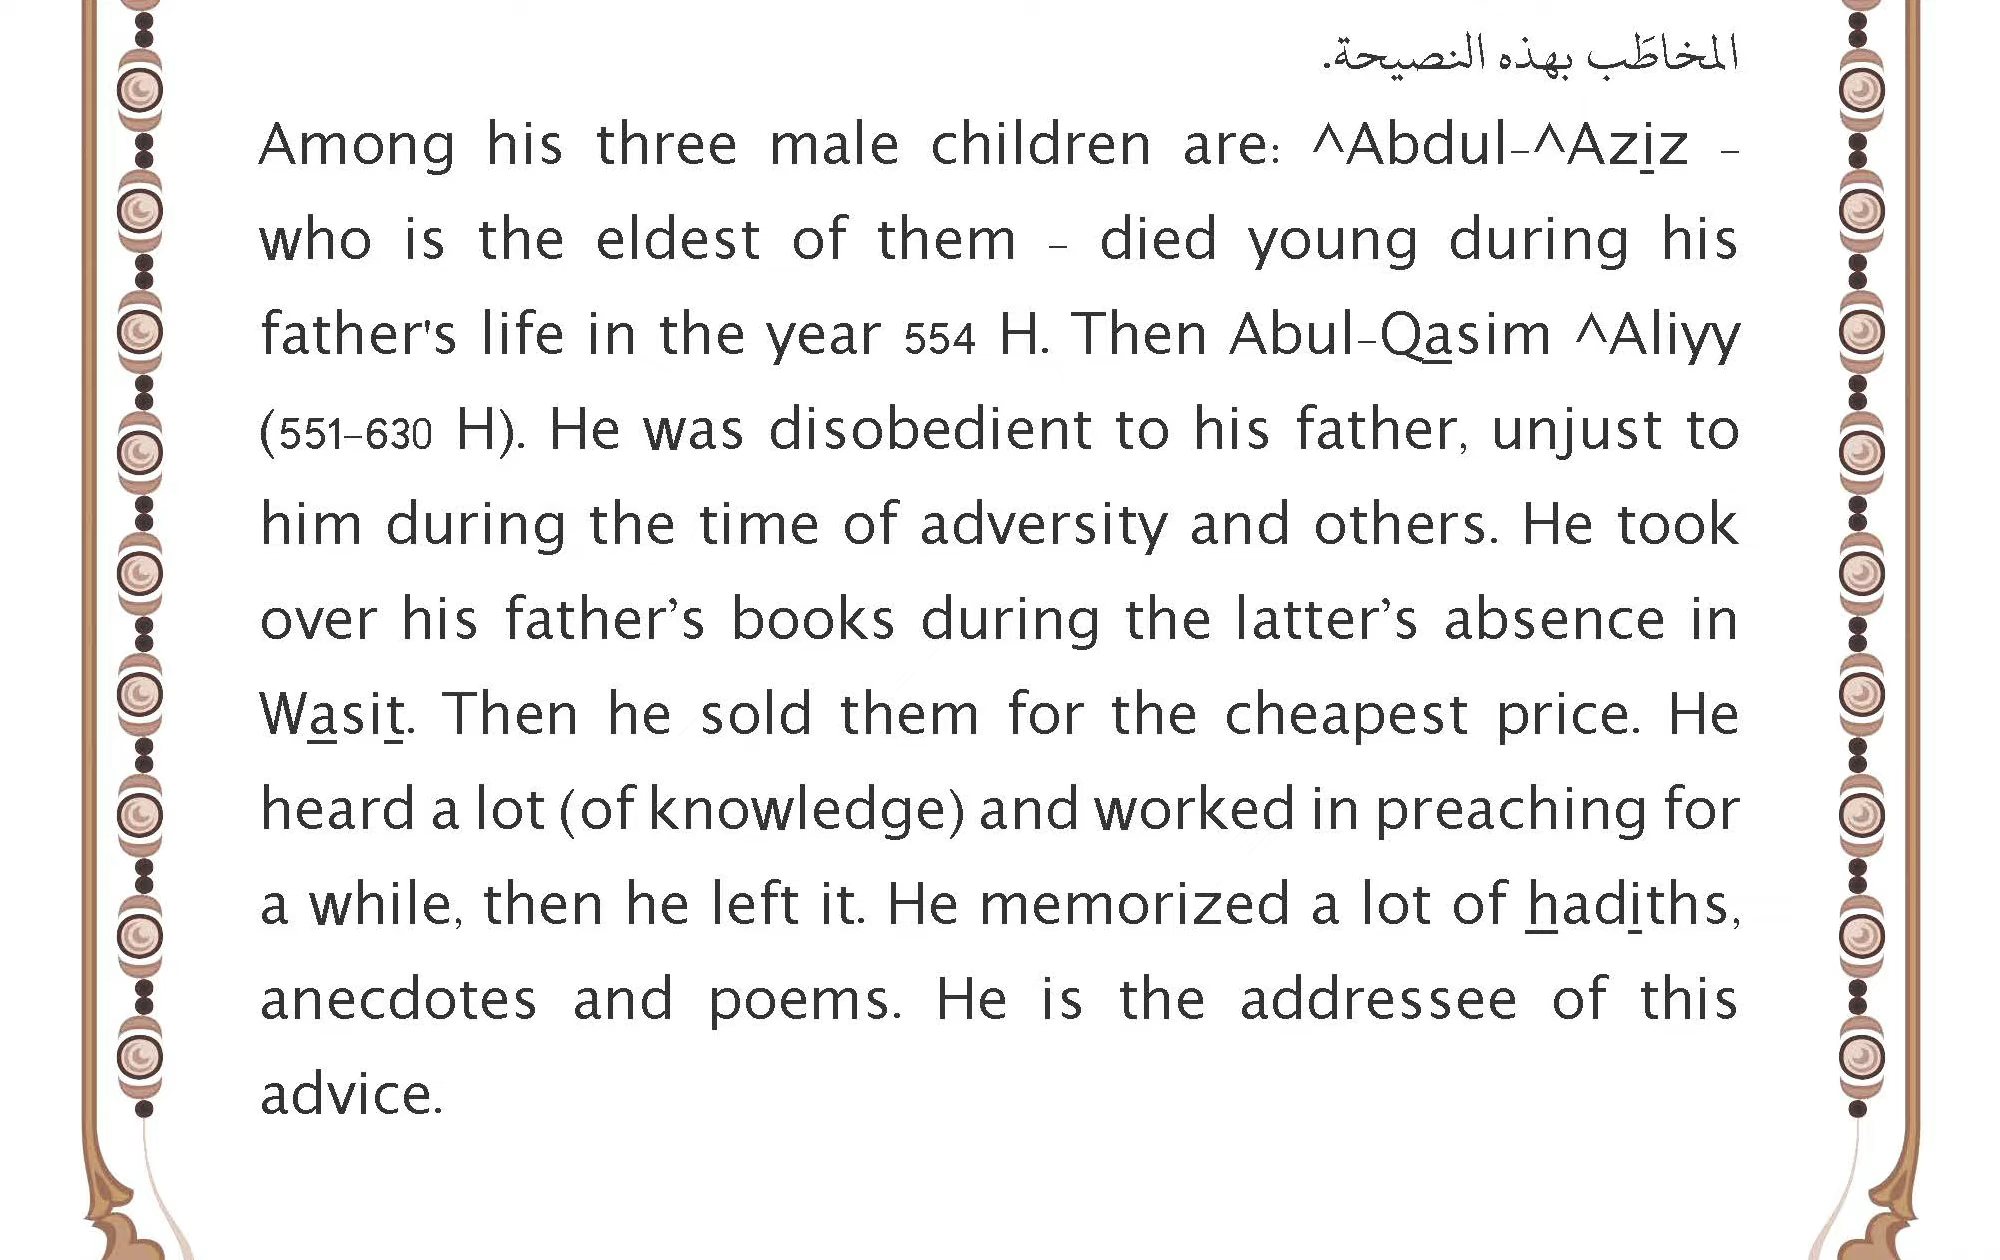 المخاطَب بهذه النصيحة.
Among his three male children are: ^Abdul-^Aziz –
who is the eldest of them – died young during his
father's life in the year 554 H. Then Abul-Qasim ^Aliyy
(551-630 H). He was disobedient to his father, unjust to
him during the time of adversity and others. He took
over his father’s books during the latter’s absence in
Wasit. Then he sold them for the cheapest price. He
heard a lot (of knowledge) and worked in preaching for
a while, then he left it. He memorized a lot of hadiths,
anecdotes and poems. He is the addressee of this
advice.